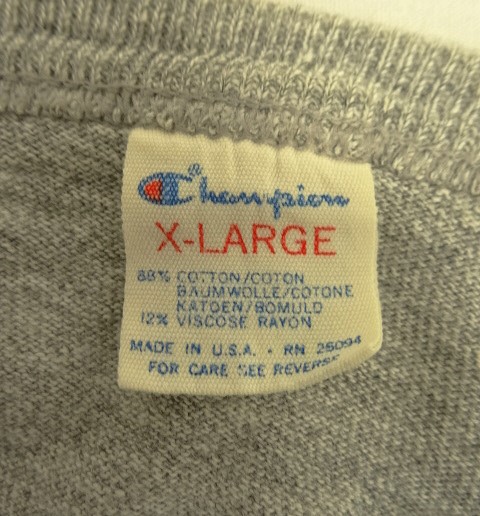 Champion
X-LARGE
88% COTTON/COTON
BAUMWOLLE/COTONE
KATOEN/BOMULD
12% VISCOSE RAYON
MADE IN U.S.A. • RN 26094
FOR CARE SEE REVERSE